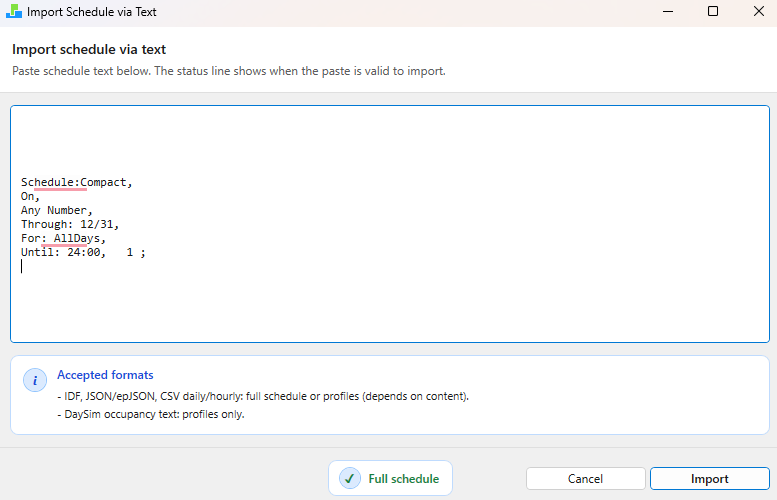 Import Schedule via Text
Import schedule via text
Paste schedule text below. The status line shows when the paste is valid to import.
Schedule:Compact,
On,
Any Number,
Through: 12/31,
For: AllDays,
Until: 24:00,   1 ;
i
Accepted formats
- IDF, JSON/epJSON, CSV daily/hourly: full schedule or profiles (depends on content).
- DaySim occupancy text: profiles only.
✓ Full schedule
Cancel
Import